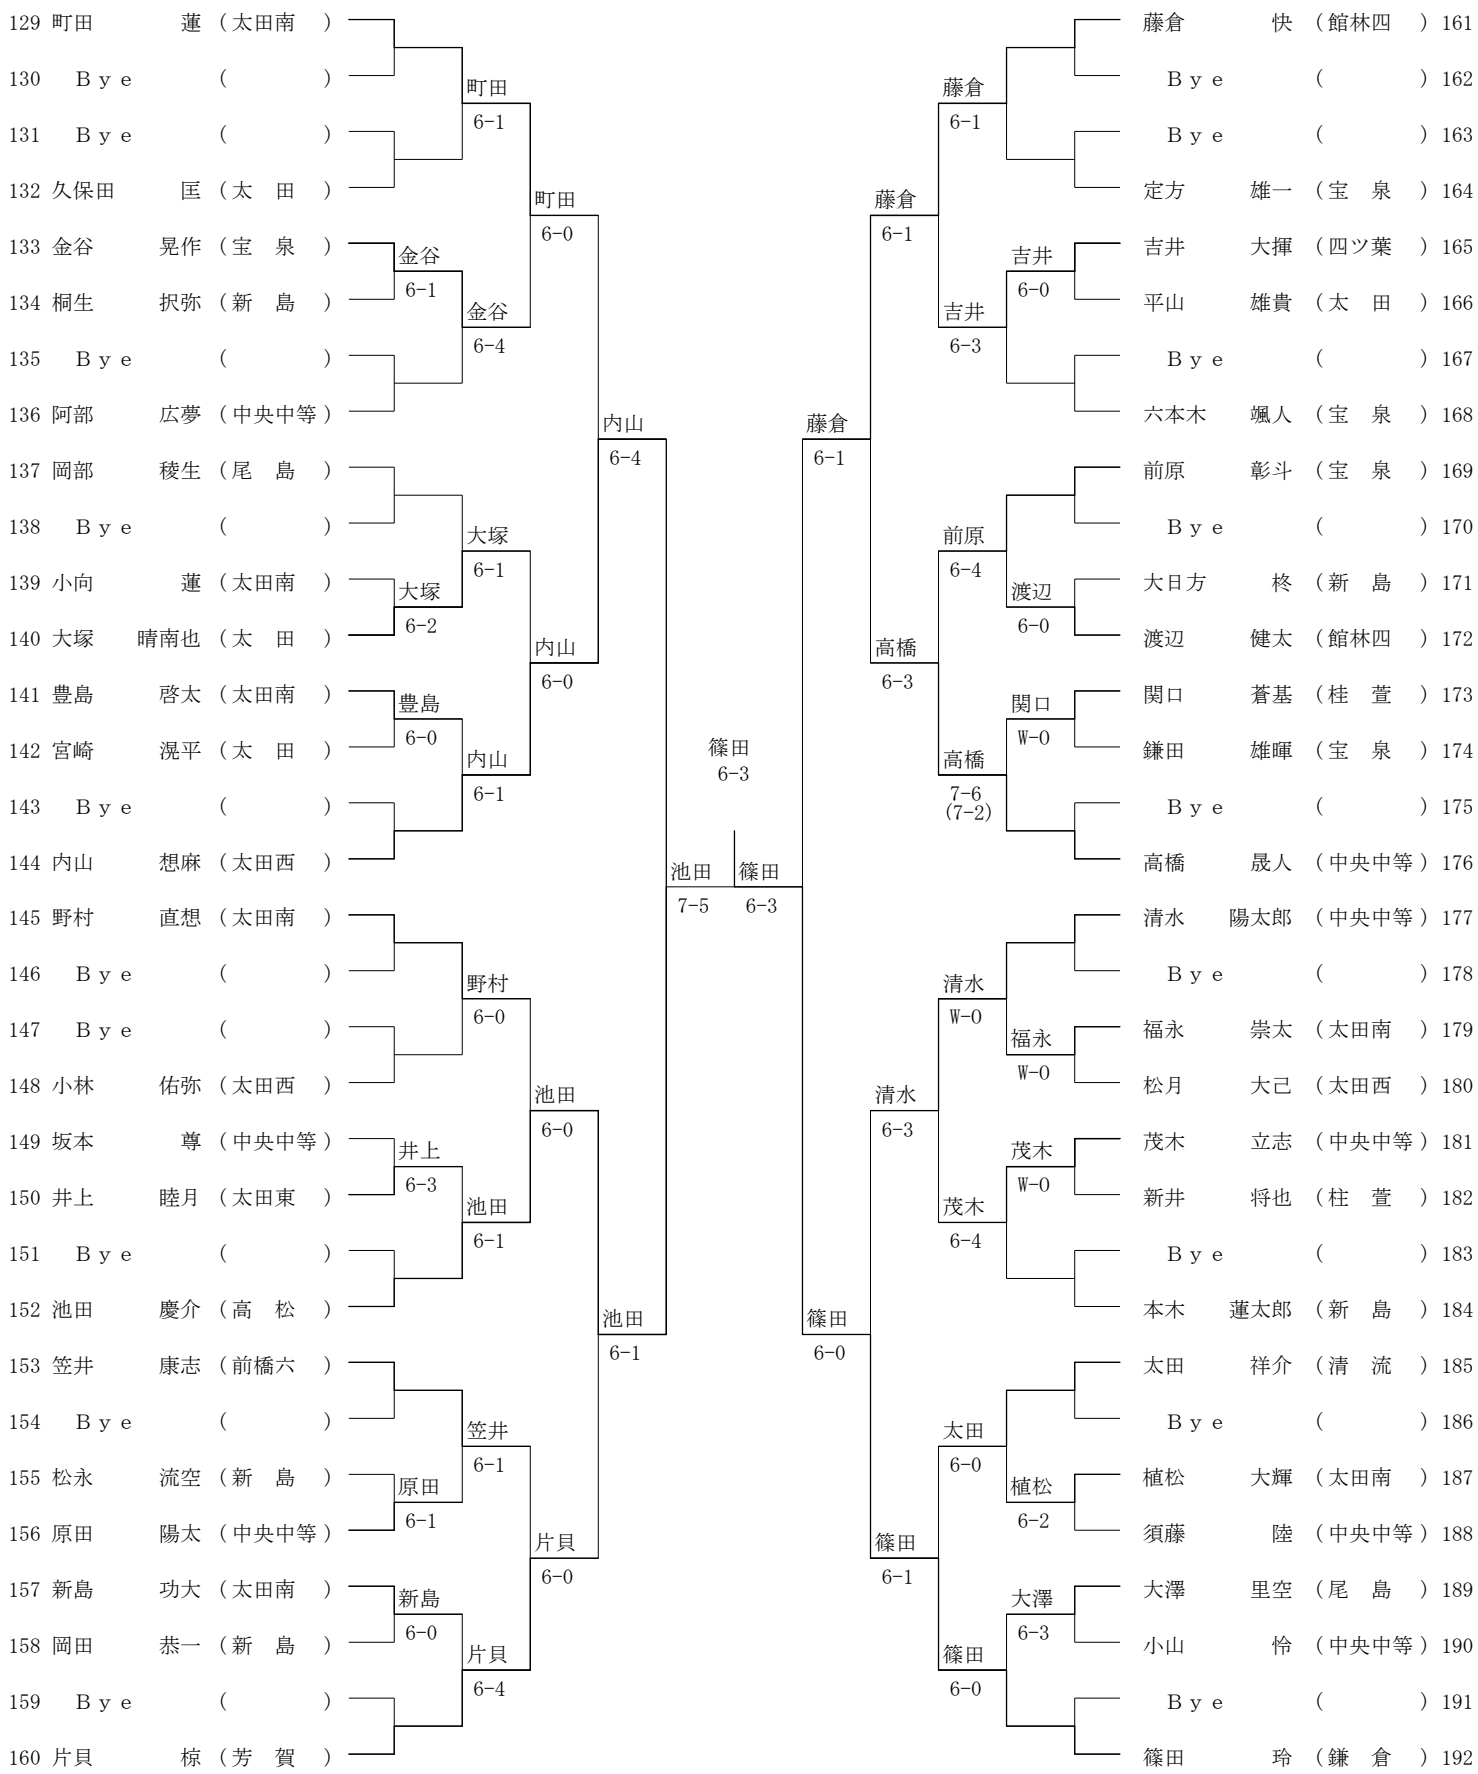 129 町田 蓮 (太田南)
130 Bye ( )
131 Bye ( )
132 久保田 匡 (太 田)
133 金谷 晃作 (宝 泉)
134 桐生 択弥 (新 島)
135 Bye ( )
136 阿部 広夢 (中央中等)
137 岡部 稜生 (尾 島)
138 Bye ( )
139 小向 蓮 (太田南)
140 大塚 晴南也 (太 田)
141 豊島 啓太 (太田南)
142 宮崎 滉平 (太 田)
143 Bye ( )
144 内山 想麻 (太田西)
145 野村 直想 (太田南)
146 Bye ( )
147 Bye ( )
148 小林 佑弥 (太田西)
149 坂本 尊 (中央中等)
150 井上 睦月 (太田東)
151 Bye ( )
152 池田 慶介 (高 松)
153 笠井 康志 (前橋六)
154 Bye ( )
155 松永 流空 (新 島)
156 原田 陽太 (中央中等)
157 新島 功大 (太田南)
158 岡田 恭一 (新 島)
159 Bye ( )
160 片貝 椋 (芳 賀)
金谷
6-1
大塚
6-2
豊島
6-0
井上
6-3
原田
6-1
新島
6-0
町田
6-1
金谷
6-4
大塚
6-1
内山
6-1
野村
6-0
池田
6-1
笠井
6-1
片貝
6-4
町田
6-0
内山
6-0
池田
6-0
片貝
6-0
内山
6-4
池田
6-1
池田
7-5
篠田
6-3
篠田
6-3
藤倉
6-1
篠田
6-0
藤倉
6-1
高橋
6-3
清水
6-3
篠田
6-1
藤倉
6-1
吉井
6-3
前原
6-4
高橋
7-6
(7-2)
清水
W-O
茂木
6-4
太田
6-0
篠田
6-0
吉井
6-0
渡辺
6-0
関口
W-O
福永
W-O
茂木
W-O
植松
6-2
大澤
6-3
藤倉 快 (館林四) 161
Bye ( ) 162
Bye ( ) 163
定方 雄一 (宝 泉) 164
吉井 大揮 (四ツ葉) 165
平山 雄貴 (太 田) 166
Bye ( ) 167
六本木 颯人 (宝 泉) 168
前原 彰斗 (宝 泉) 169
Bye ( ) 170
大日方 柊 (新 島) 171
渡辺 健太 (館林四) 172
関口 蒼基 (桂 萱) 173
鎌田 雄暉 (宝 泉) 174
Bye ( ) 175
高橋 晟人 (中央中等) 176
清水 陽太郎 (中央中等) 177
Bye ( ) 178
福永 崇太 (太田南) 179
松月 大己 (太田西) 180
茂木 立志 (中央中等) 181
新井 将也 (柱 萱) 182
Bye ( ) 183
本木 蓮太郎 (新 島) 184
太田 祥介 (清 流) 185
Bye ( ) 186
植松 大輝 (太田南) 187
須藤 陸 (中央中等) 188
大澤 里空 (尾 島) 189
小山 怜 (中央中等) 190
Bye ( ) 191
篠田 玲 (鎌 倉) 192